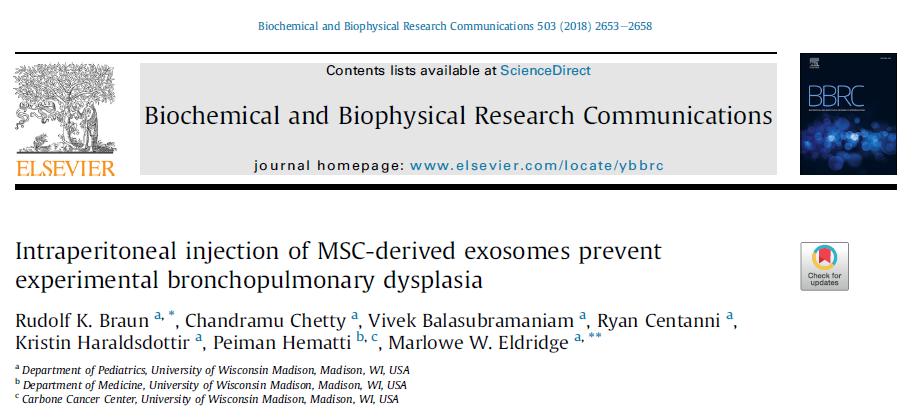 Biochemical and Biophysical Research Communications 503 (2018) 2653–2658
Contents lists available at ScienceDirect
Biochemical and Biophysical Research Communications
journal homepage: www.elsevier.com/locate/ybbrc
ELSEVIER
BBRC
Intraperitoneal injection of MSC-derived exosomes prevent
experimental bronchopulmonary dysplasia
Check for
updates
Rudolf K. Braun a, *, Chandramu Chetty a, Vivek Balasubramaniam a, Ryan Centanni a,
Kristin Haraldsdottir a, Peiman Hematti b, c, Marlowe W. Eldridge a, **
a Department of Pediatrics, University of Wisconsin Madison, Madison, WI, USA
b Department of Medicine, University of Wisconsin Madison, Madison, WI, USA
c Carbone Cancer Center, University of Wisconsin Madison, Madison, WI, USA